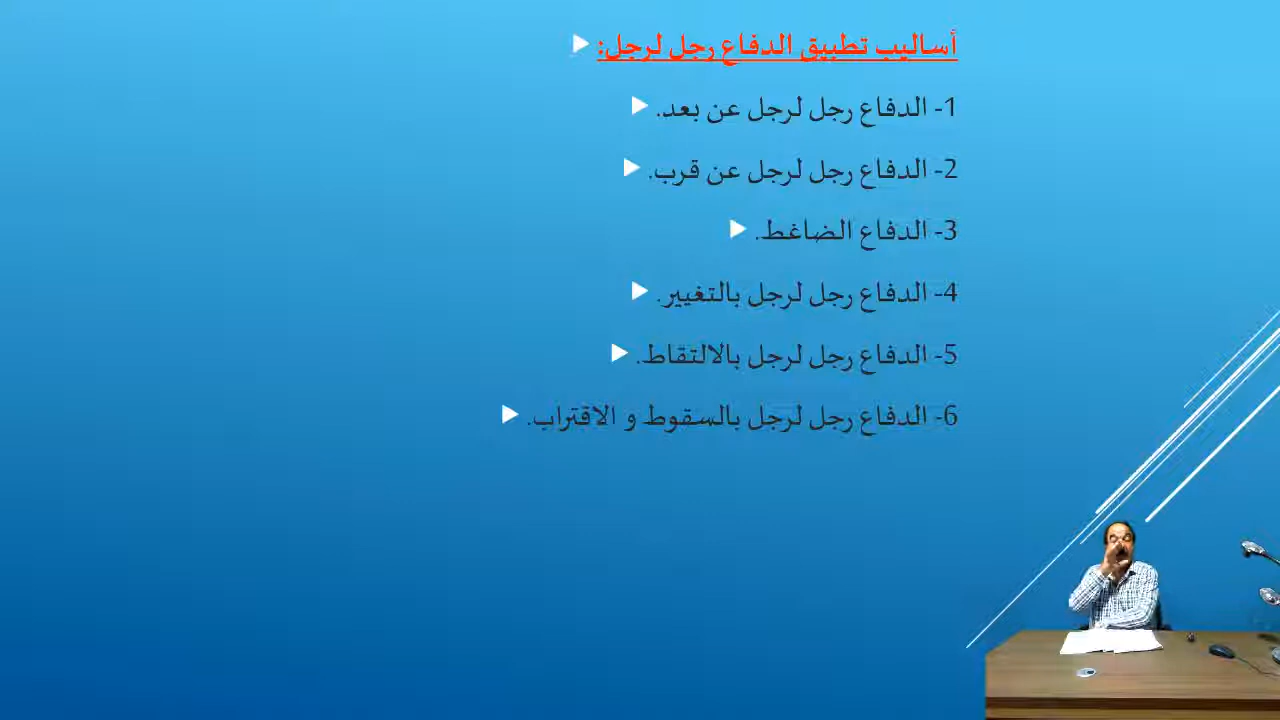 أساليب تطبيق الدفاع رجل لرجل:
1- الدفاع رجل لرجل عن بعد.
2- الدفاع رجل لرجل عن قرب.
3- الدفاع الضاغط.
4- الدفاع رجل لرجل بالتغيير.
5- الدفاع رجل لرجل بالالتقاط.
6- الدفاع رجل لرجل بالسقوط و الاقتراب.